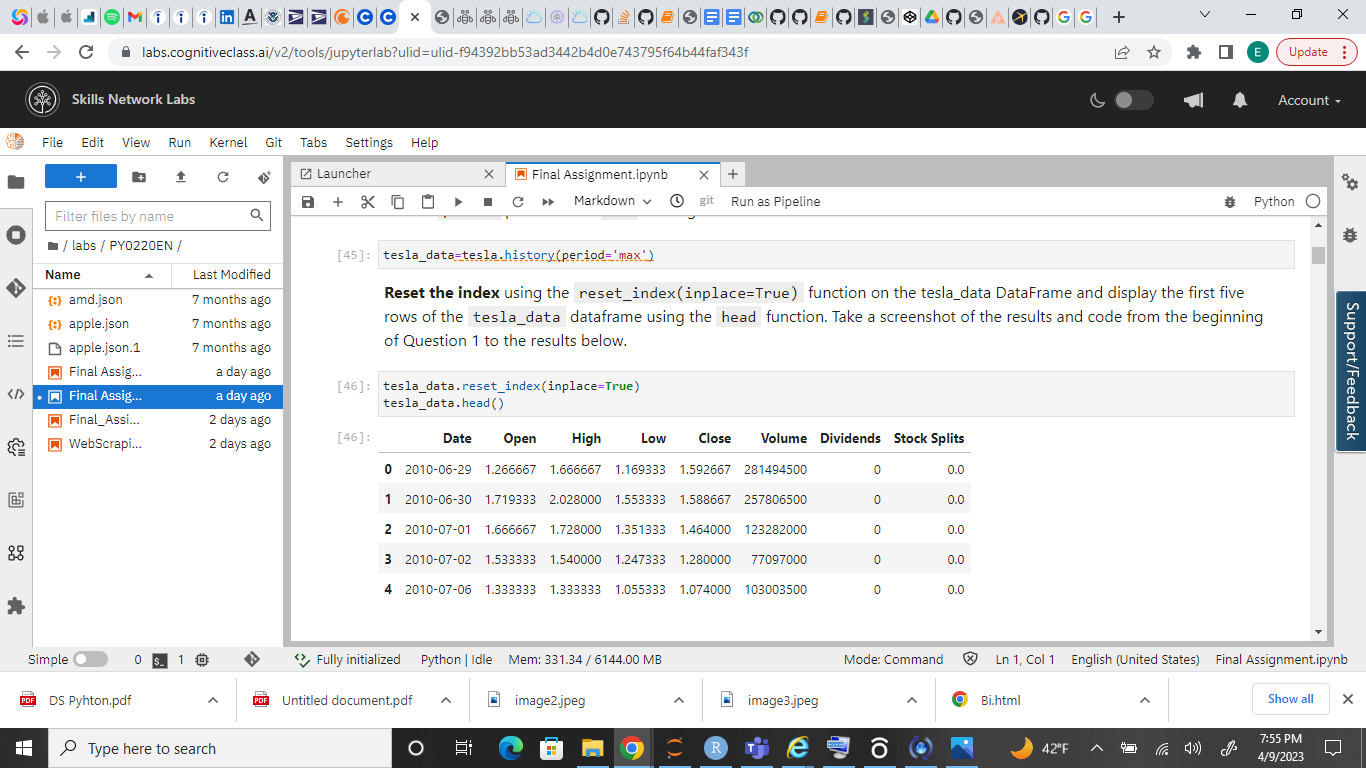 labs.cognitiveclass.ai/v2/tools/jupyterlab?ulid=ulid-f94392bb53ad3442b4d0e743795f64b44faf343f
E
Update
Skills Network Labs
Account
File Edit View Run Kernel Git Tabs Settings Help
Launcher
Final Assignment.ipynb
Markdown
git
Run as Pipeline
Python
Filter files by name
/ labs / PY0220EN /
Name Last Modified
amd.json 7 months ago
apple.json 7 months ago
apple.json.1 7 months ago
Final Assig... a day ago
Final Assig... a day ago
Final_Assi... 2 days ago
WebScrapi... 2 days ago
[45]: tesla_data=tesla.history(period='max')
Reset the index using the reset_index(inplace=True) function on the tesla_data DataFrame and display the first five
rows of the tesla_data dataframe using the head function. Take a screenshot of the results and code from the beginning
of Question 1 to the results below.
[46]: tesla_data.reset_index(inplace=True)
tesla_data.head()
[46]: Date Open High Low Close Volume Dividends Stock Splits
0 2010-06-29 1.266667 1.666667 1.169333 1.592667 281494500 0 0.0
1 2010-06-30 1.719333 2.028000 1.553333 1.588667 257806500 0 0.0
2 2010-07-01 1.666667 1.728000 1.351333 1.464000 123282000 0 0.0
3 2010-07-02 1.533333 1.540000 1.247333 1.280000 77097000 0 0.0
4 2010-07-06 1.333333 1.333333 1.055333 1.074000 103003500 0 0.0
Support/Feedback
Simple 0 1 Fully initialized Python | Idle Mem: 331.34 / 6144.00 MB Mode: Command Ln 1, Col 1 English (United States) Final Assignment.ipynb
DS Pyhton.pdf
Untitled document.pdf
image2.jpeg
image3.jpeg
Bi.html
Show all
Type here to search
42°F
7:55 PM
4/9/2023